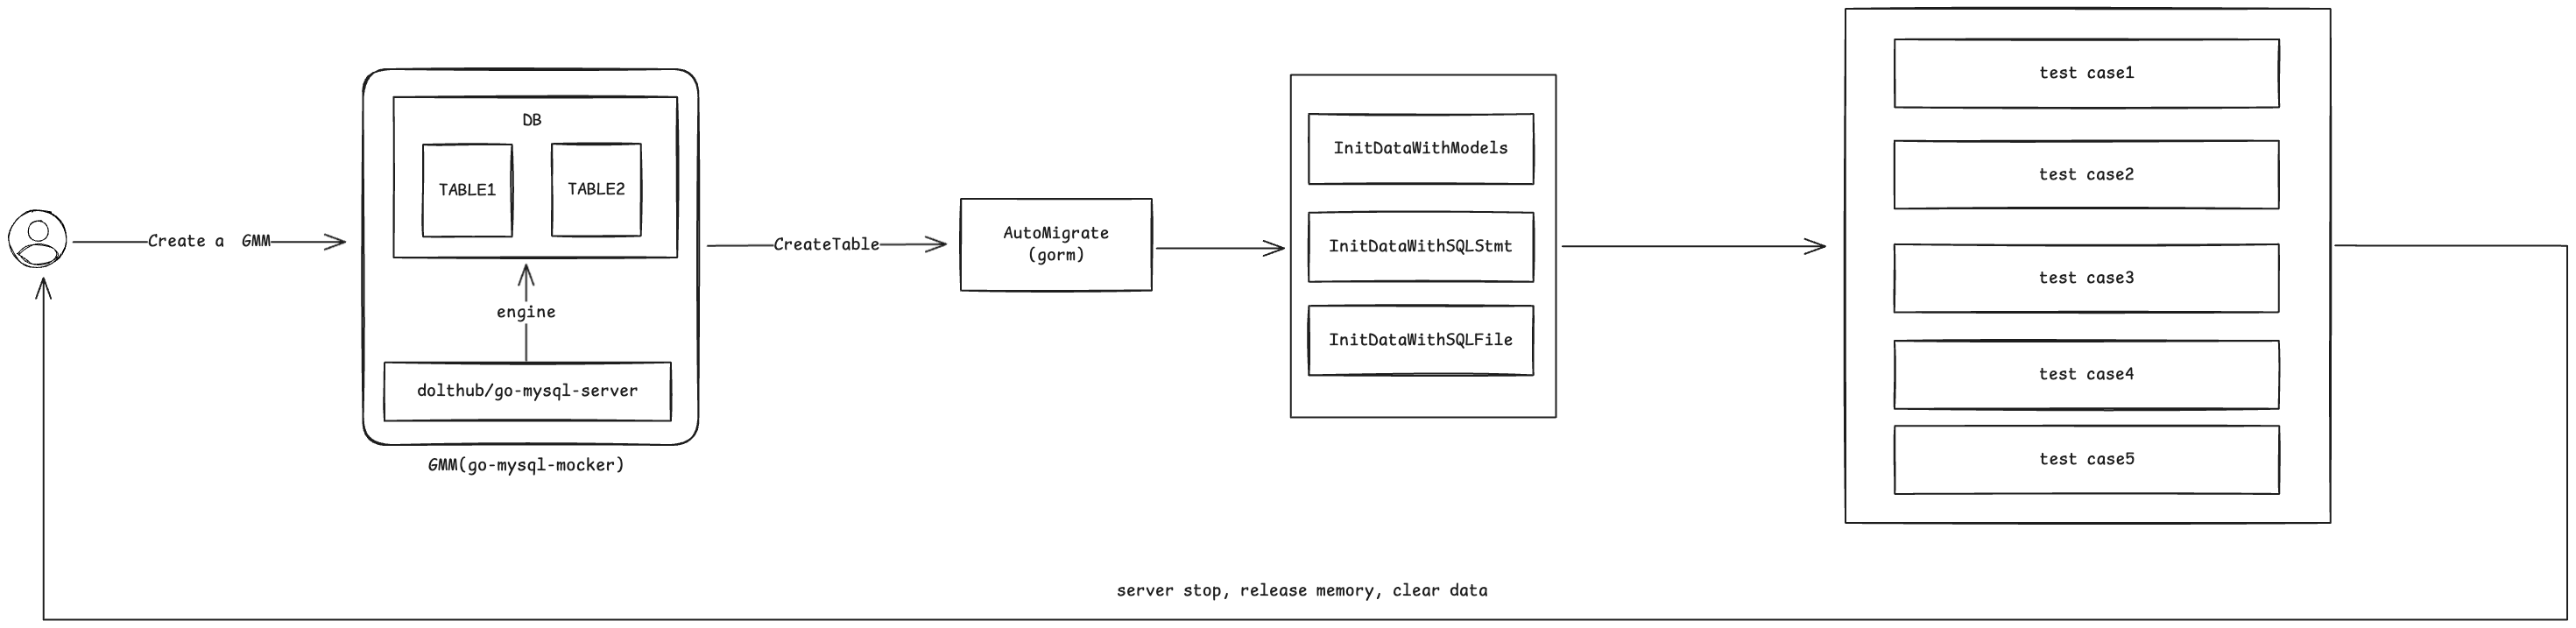 Create a GMM
DB
TABLE1
TABLE2
engine
dolthub/go-mysql-server
GMM(go-mysql-mocker)
CreateTable
AutoMigrate
(gorm)
InitDataWithModels
InitDataWithSQLStmt
InitDataWithSQLFile
test case1
test case2
test case3
test case4
test case5
server stop, release memory, clear data